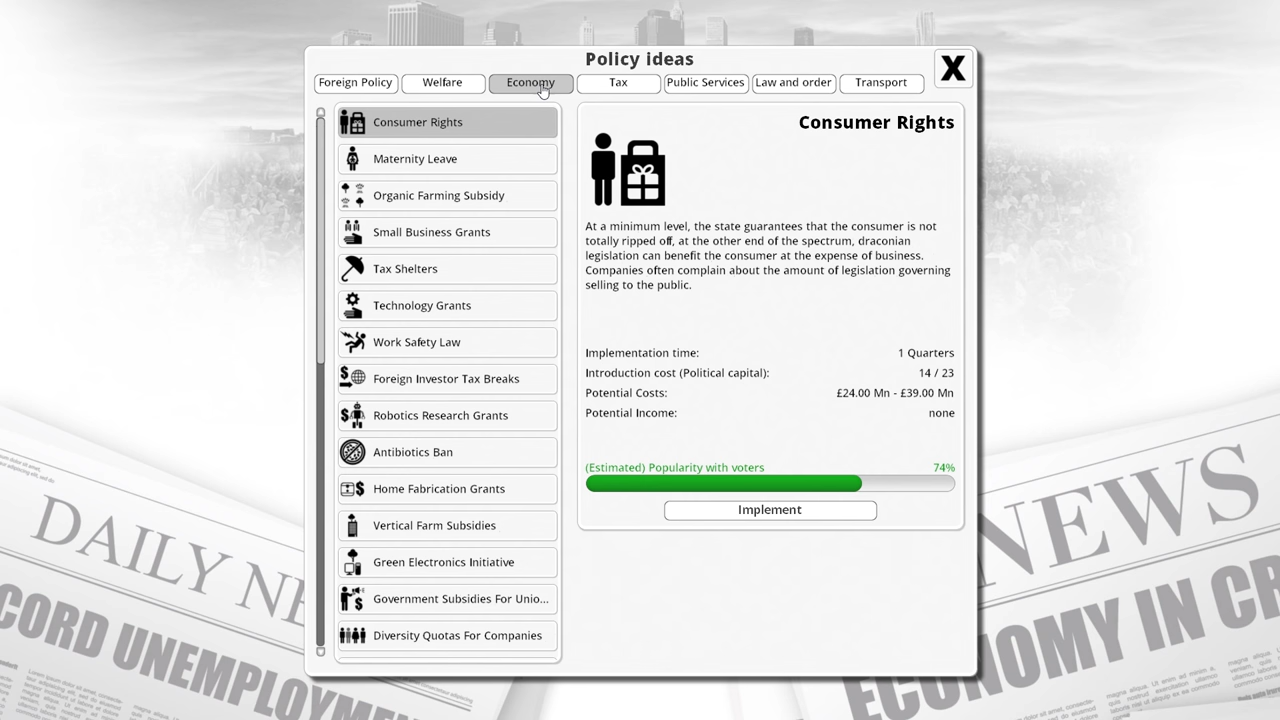 Policy ideas
X
Foreign Policy
Welfare
Economy
Tax
Public Services
Law and order
Transport
Consumer Rights
Maternity Leave
Organic Farming Subsidy
Small Business Grants
Tax Shelters
Technology Grants
Work Safety Law
Foreign Investor Tax Breaks
Robotics Research Grants
Antibiotics Ban
Home Fabrication Grants
Vertical Farm Subsidies
Green Electronics Initiative
Government Subsidies For Unio...
Diversity Quotas For Companies
Consumer Rights
At a minimum level, the state guarantees that the consumer is not
totally ripped off, at the other end of the spectrum, draconian
legislation can benefit the consumer at the expense of business.
Companies often complain about the amount of legislation governing
selling to the public.
Implementation time: 1 Quarters
Introduction cost (Political capital): 14 / 23
Potential Costs: £24.00 Mn - £39.00 Mn
Potential Income: none
(Estimated) Popularity with voters 74%
Implement
DAILY NE
CORD UNEMPLOYM
NEWS
ECONOMY IN CR